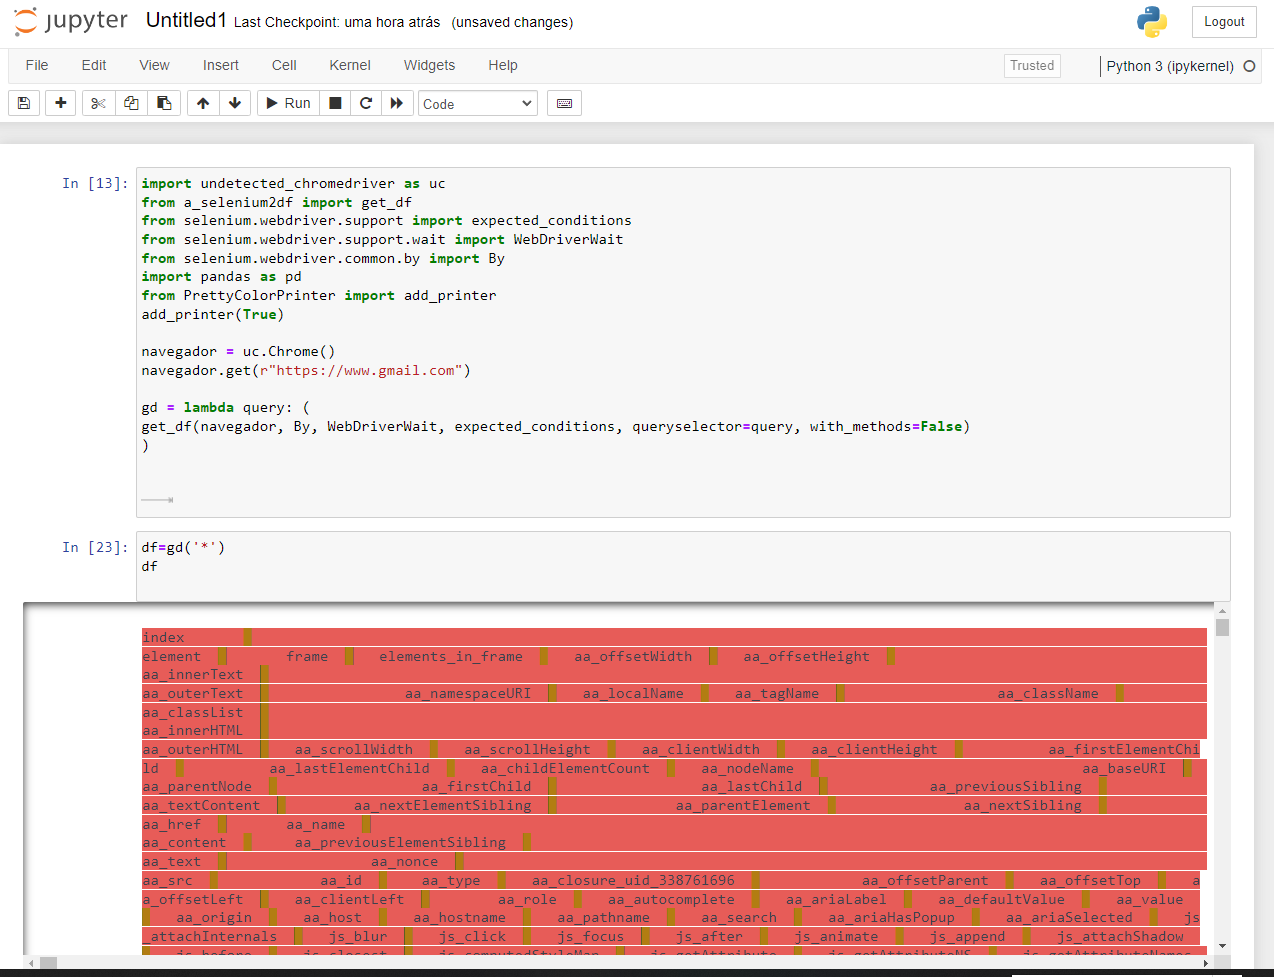 jupyter Untitled1 Last Checkpoint: uma hora atrás (unsaved changes) Logout
File Edit View Insert Cell Kernel Widgets Help Trusted Python 3 (ipykernel)
Run Code
In [13]: import undetected_chromedriver as uc
from a_selenium2df import get_df
from selenium.webdriver.support import expected_conditions
from selenium.webdriver.support.wait import WebDriverWait
from selenium.webdriver.common.by import By
import pandas as pd
from PrettyColorPrinter import add_printer
add_printer(True)
navegador = uc.Chrome()
navegador.get(r"https://www.gmail.com")
gd = lambda query: (
get_df(navegador, By, WebDriverWait, expected_conditions, queryselector=query, with_methods=False)
)
In [23]: df=gd('*')
df
index
element frame elements_in_frame aa_offsetWidth aa_offsetHeight
aa_innerText
aa_outerText aa_namespaceURI aa_localName aa_tagName aa_className
aa_classList
aa_innerHTML
aa_outerHTML aa_scrollWidth aa_scrollHeight aa_clientWidth aa_clientHeight aa_firstElementChi
ld aa_lastElementChild aa_childElementCount aa_nodeName aa_baseURI
aa_parentNode aa_firstChild aa_lastChild aa_previousSibling
aa_textContent aa_nextElementSibling aa_parentElement aa_nextSibling
aa_href aa_name
aa_content aa_previousElementSibling
aa_text aa_nonce
aa_src aa_id aa_type aa_closure_uid_338761696 aa_offsetParent aa_offsetTop a
a_offsetLeft aa_clientLeft aa_role aa_autocomplete aa_ariaLabel aa_defaultValue aa_value
aa_origin aa_host aa_hostname aa_pathname aa_search aa_ariaHasPopup aa_ariaSelected js
_attachInternals js_blur js_click js_focus js_after js_animate js_append js_attachShadow
js_before js_closest js_computedStyleMap js_getAttribute js_getAttributeNS js_getAttributeNames